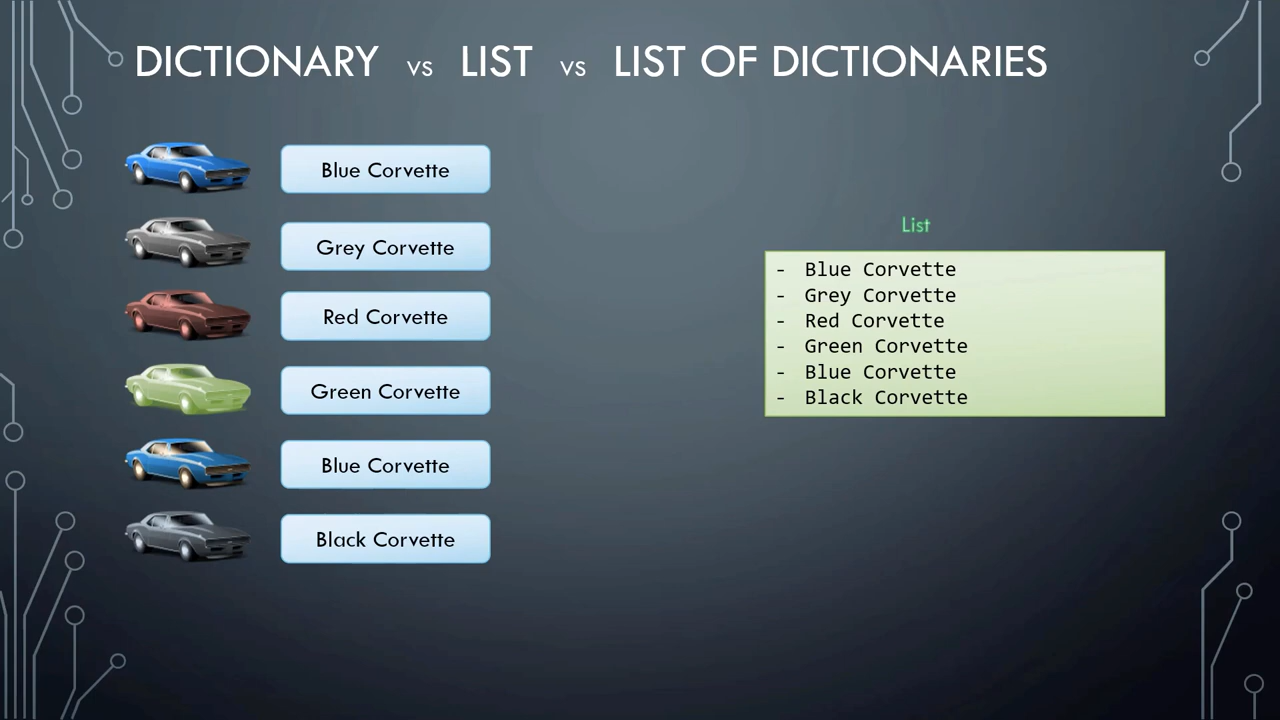 DICTIONARY vs LIST vs LIST OF DICTIONARIES
Blue Corvette
Grey Corvette
Red Corvette
Green Corvette
Blue Corvette
Black Corvette
List
- Blue Corvette
- Grey Corvette
- Red Corvette
- Green Corvette
- Blue Corvette
- Black Corvette